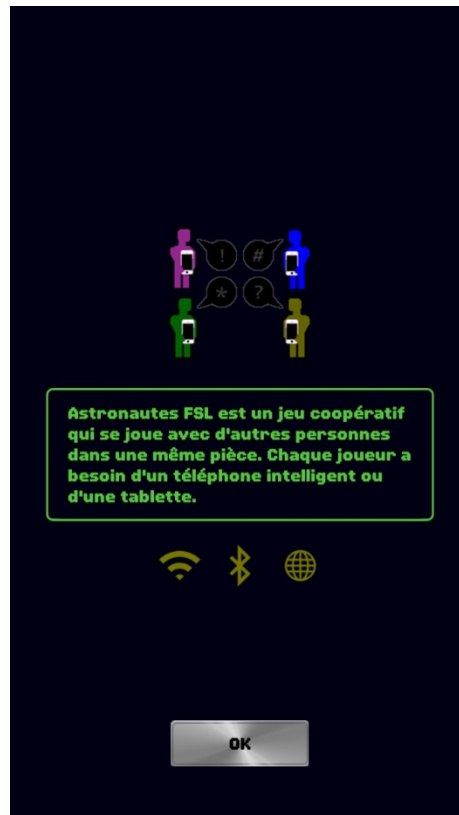 !
#
*
?
Astronautes FSL est un jeu coopératif
qui se joue avec d'autres personnes
dans une même pièce. Chaque joueur a
besoin d'un téléphone intelligent ou
d'une tablette.
OK